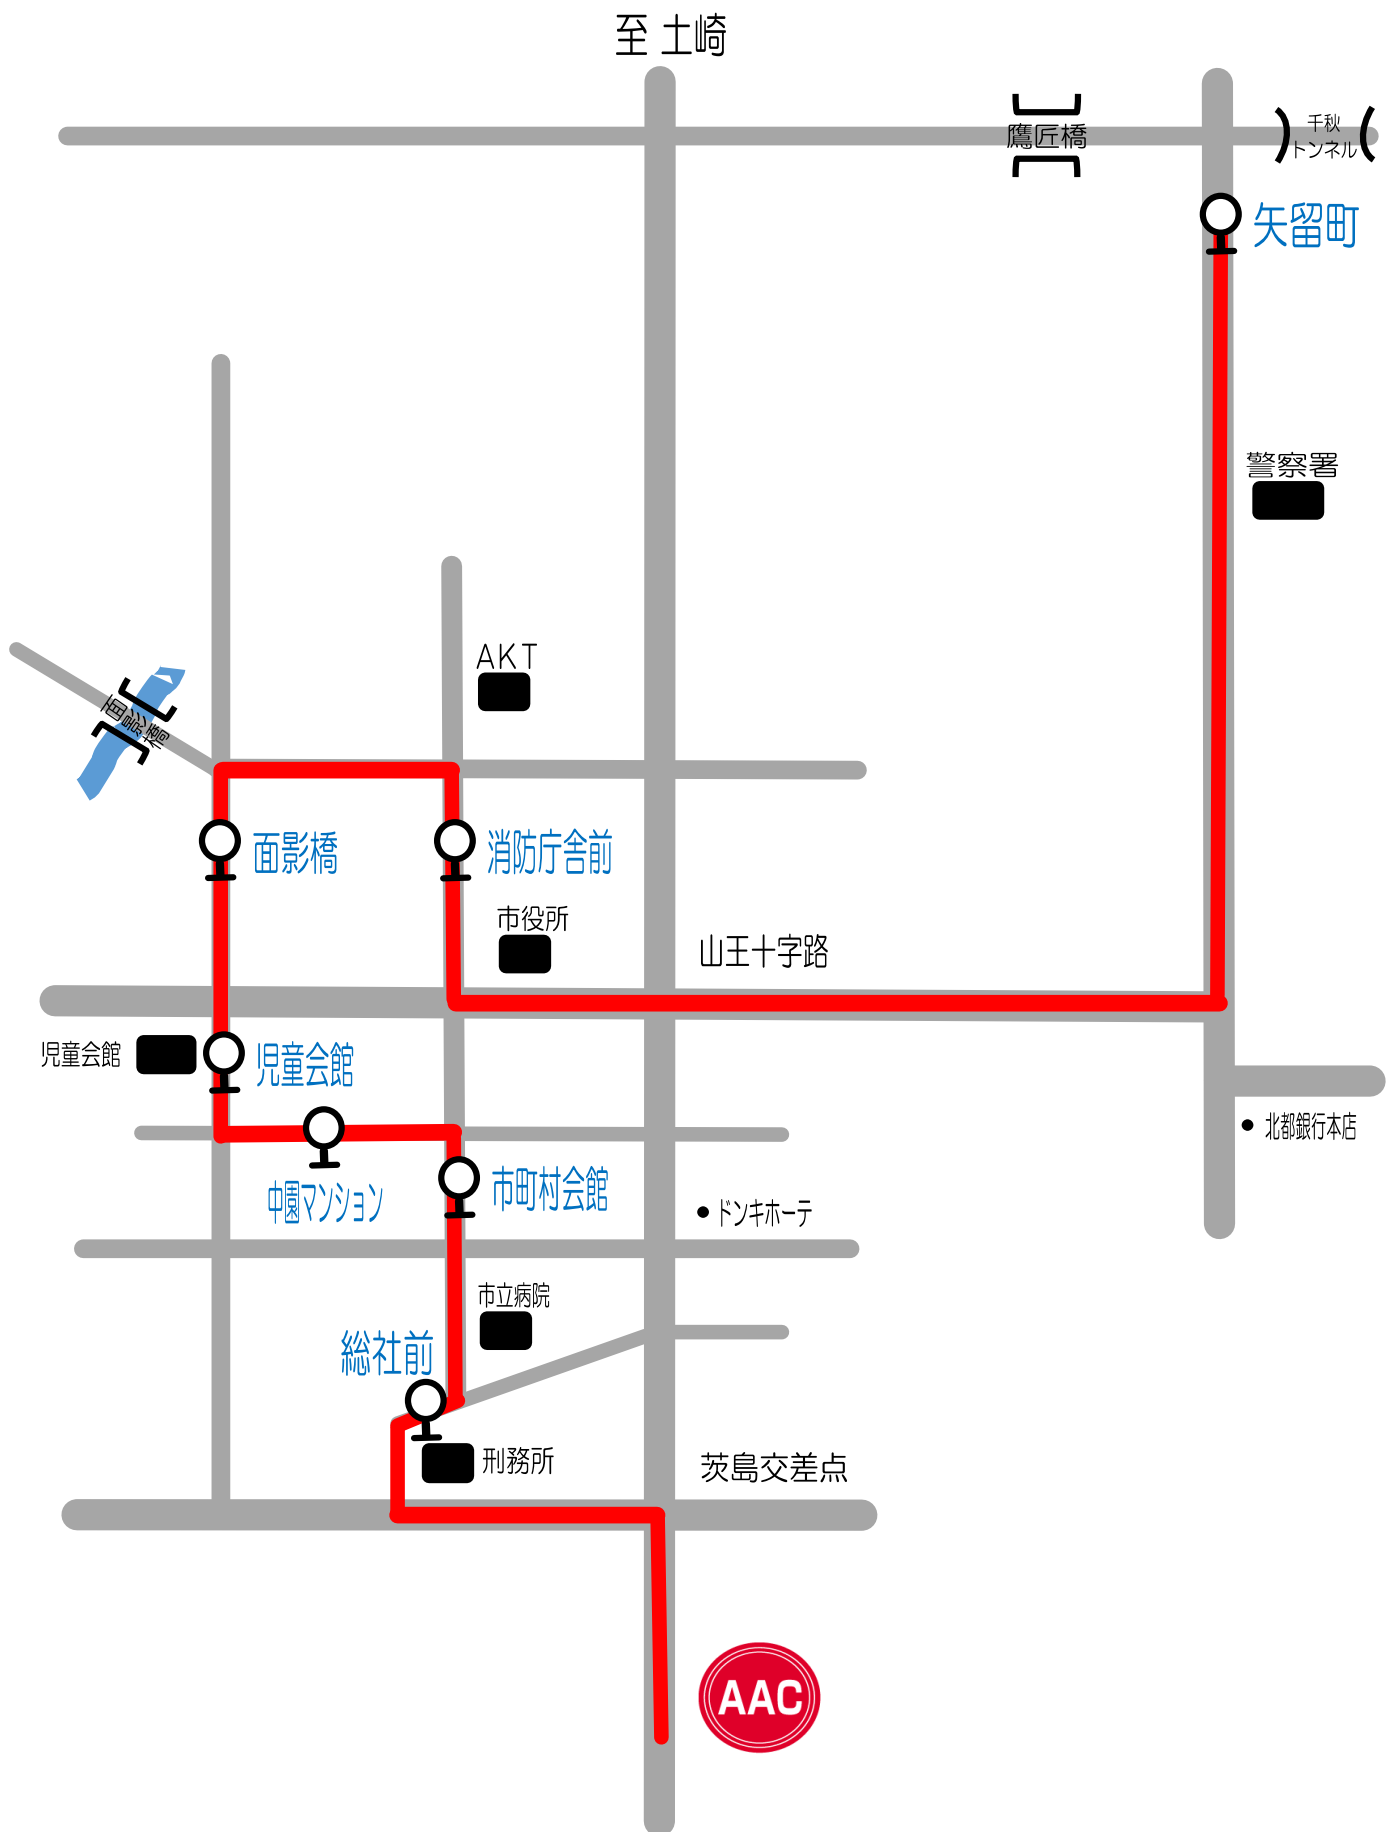 至 土崎
鷹匠橋
千秋
トンネル
矢留町
警察署
AKT
面影橋
面影橋
消防庁舎前
市役所
山王十字路
児童会館
児童会館
北都銀行本店
中園マンション
市町村会館
ドンキホーテ
市立病院
総社前
刑務所
茨島交差点
AAC